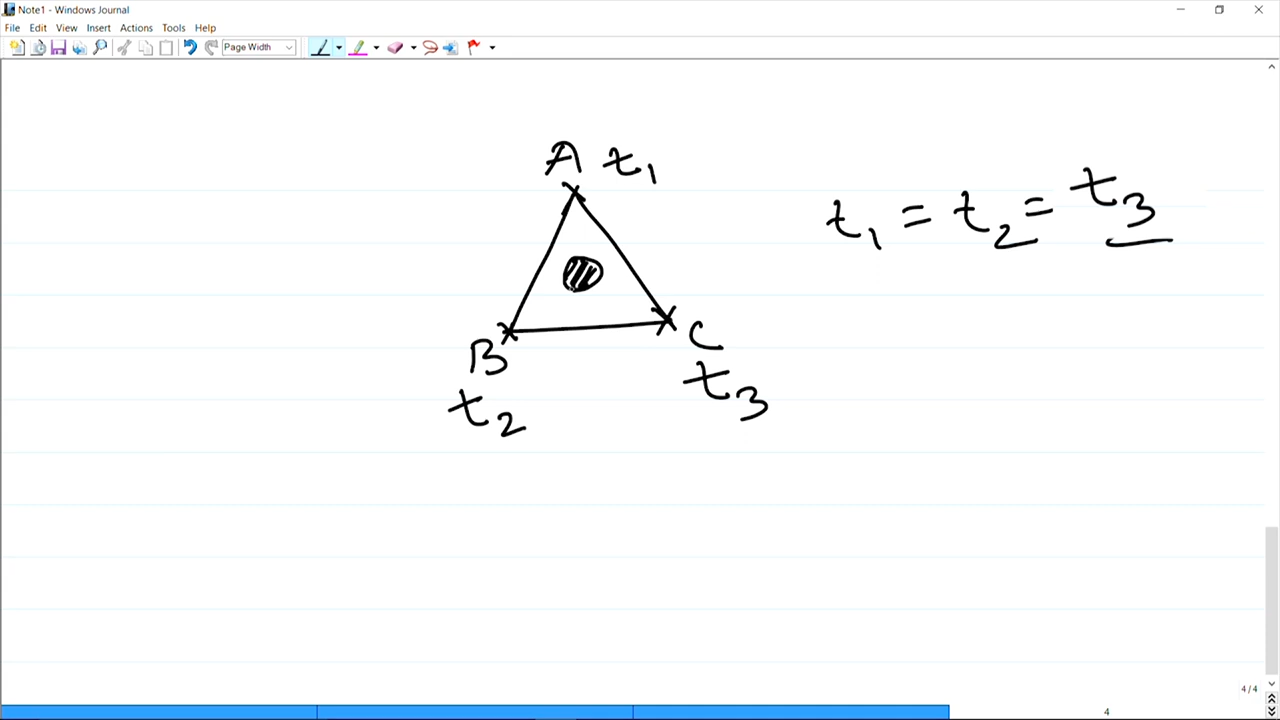 Note1 - Windows Journal
File Edit View Insert Actions Tools Help
Page Width
A t1
t1 = t2 = t3
B
C
t2
t3
4 / 4
4